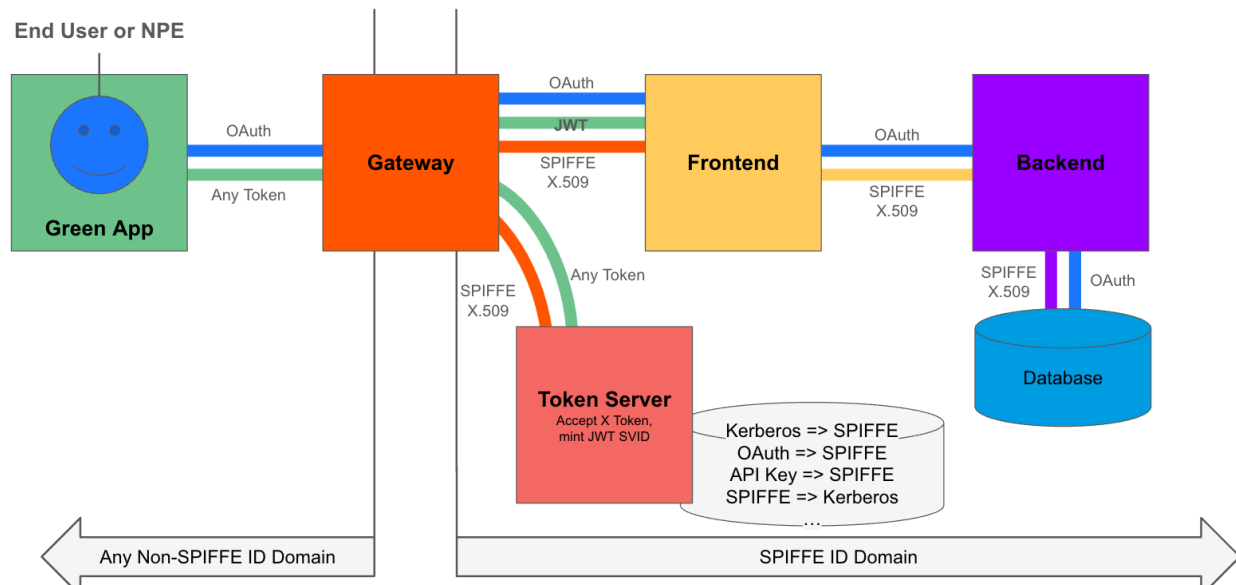 End User or NPE
Green App
OAuth
Any Token
Gateway
OAuth
JWT
SPIFFE
X.509
Frontend
OAuth
SPIFFE
X.509
Backend
SPIFFE
X.509
Any Token
SPIFFE
X.509
OAuth
Database
Token Server
Accept X Token,
mint JWT SVID
Kerberos => SPIFFE
OAuth => SPIFFE
API Key => SPIFFE
SPIFFE => Kerberos
...
Any Non-SPIFFE ID Domain
SPIFFE ID Domain